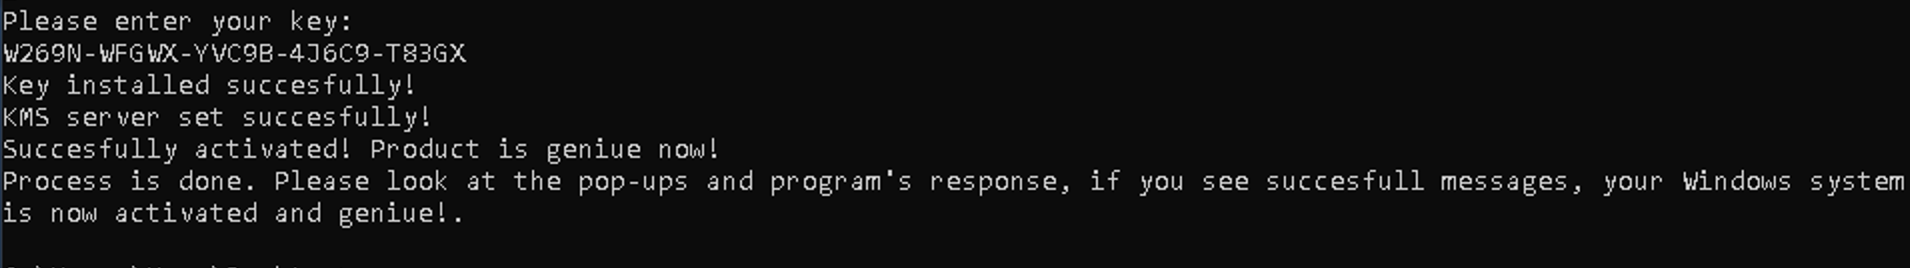 Please enter your key:
W269N-WFGWX-YVC9B-4J6C9-T83GX
Key installed succesfully!
KMS server set succesfully!
Succesfully activated! Product is geniue now!
Process is done. Please look at the pop-ups and program's response, if you see succesfull messages, your Windows system
is now activated and geniue!.